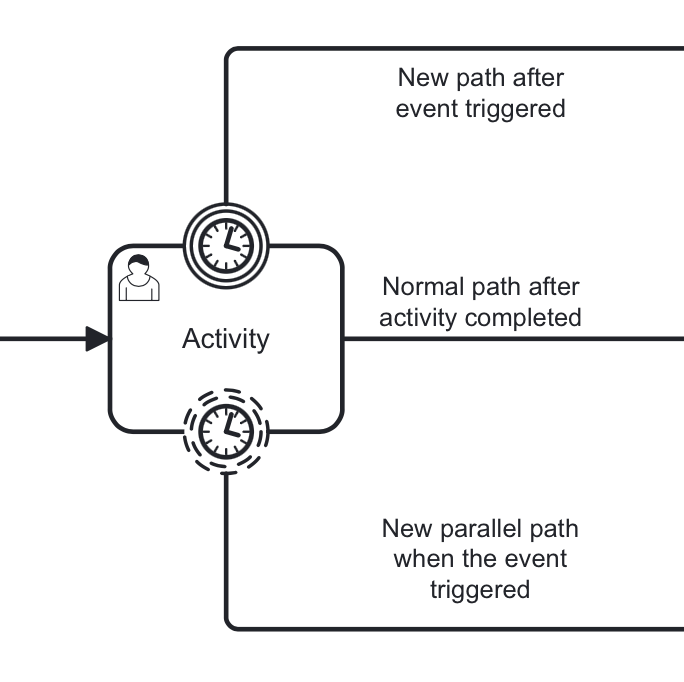 New path after
event triggered
Normal path after
activity completed
Activity
New parallel path
when the event
triggered